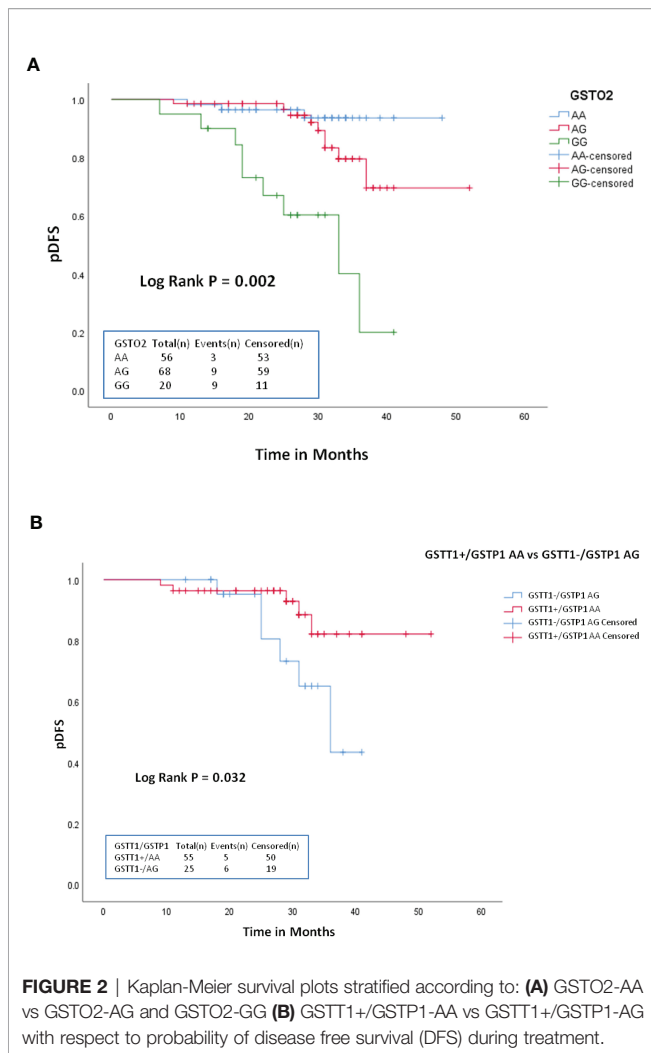 A
GSTO2
AA
AG
GG
AA-censored
AG-censored
GG-censored
1.0
0.8
0.6
0.4
0.2
0.0
pDFS
Log Rank P = 0.002
GSTO2 Total(n) Events(n) Censored(n)
AA 56 3 53
AG 68 9 59
GG 20 9 11
0 10 20 30 40 50 60
Time in Months
B
GSTT1+/GSTP1 AA vs GSTT1-/GSTP1 AG
GSTT1-/GSTP1 AG
GSTT1+/GSTP1 AA
GSTT1-/GSTP1 AG Censored
GSTT1+/GSTP1 AA Censored
1.0
0.8
0.6
0.4
0.2
0.0
pDFS
Log Rank P = 0.032
GSTT1/GSTP1 Total(n) Events(n) Censored(n)
GSTT1+/AA 55 5 50
GSTT1-/AG 25 6 19
0 10 20 30 40 50 60
Time in Months
FIGURE 2 | Kaplan-Meier survival plots stratified according to: (A) GSTO2-AA
vs GSTO2-AG and GSTO2-GG (B) GSTT1+/GSTP1-AA vs GSTT1+/GSTP1-AG
with respect to probability of disease free survival (DFS) during treatment.